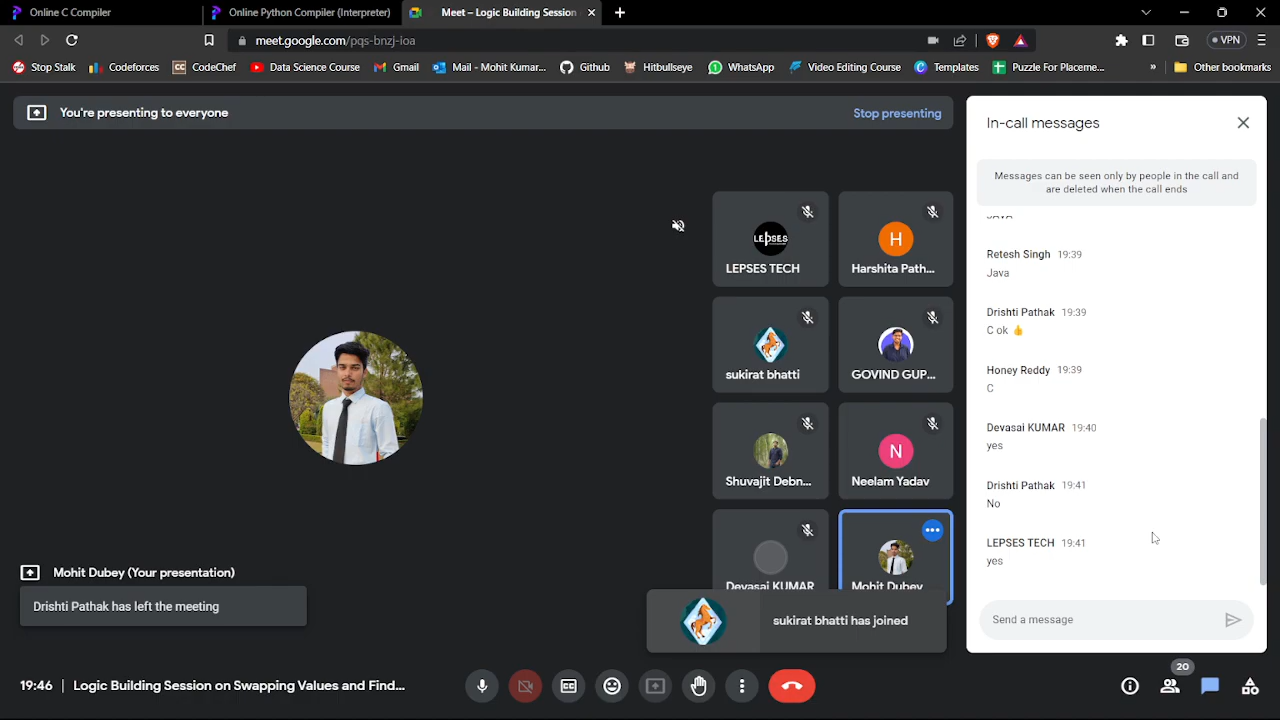 Online C Compiler
Online Python Compiler (Interpreter)
Meet – Logic Building Session
meet.google.com/pqs-bnzj-ioa
VPN
Stop Stalk
Codeforces
CC CodeChef
Data Science Course
Gmail
Mail - Mohit Kumar...
Github
Hitbullseye
WhatsApp
Video Editing Course
Templates
Puzzle For Placeme...
»
Other bookmarks
You're presenting to everyone
Stop presenting
LEPSES
LEPSES TECH
H
Harshita Path...
sukirat bhatti
GOVIND GUP...
Shuvajit Debn...
N
Neelam Yadav
Devasai KUMAR
Mohit Dubey
Mohit Dubey (Your presentation)
Drishti Pathak has left the meeting
sukirat bhatti has joined
19:46 | Logic Building Session on Swapping Values and Find...
In-call messages
Messages can be seen only by people in the call and
are deleted when the call ends
Retesh Singh 19:39
Java
Drishti Pathak 19:39
C ok 👍
Honey Reddy 19:39
C
Devasai KUMAR 19:40
yes
Drishti Pathak 19:41
No
LEPSES TECH 19:41
yes
Send a message
20